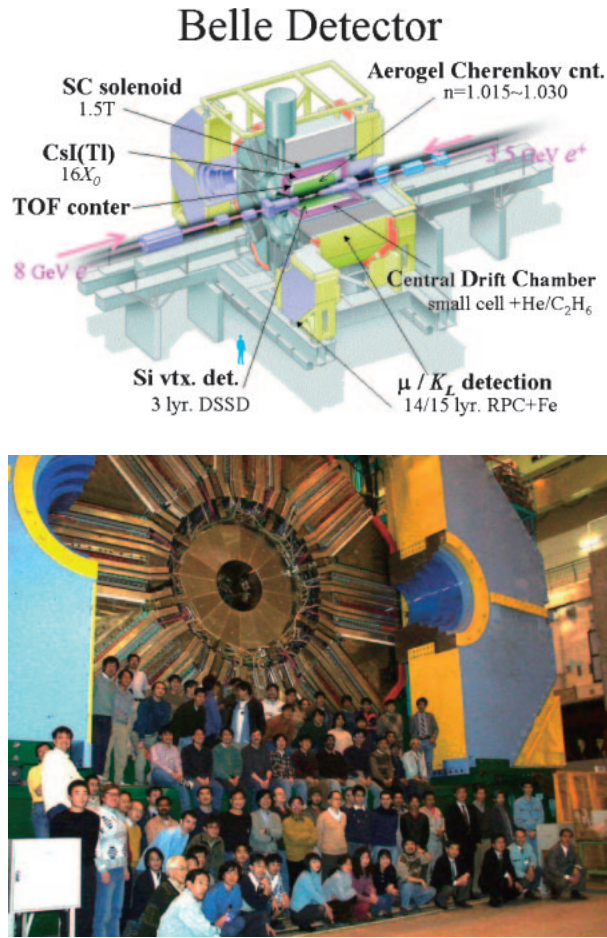 Belle Detector
SC solenoid
1.5T
Aerogel Cherenkov cnt.
n=1.015~1.030
CsI(Tl)
16X₀
3.5 GeV e⁺
TOF conter
8 GeV e⁻
Central Drift Chamber
small cell +He/C₂H₆
Si vtx. det.
3 lyr. DSSD
μ / K_L detection
14/15 lyr. RPC+Fe